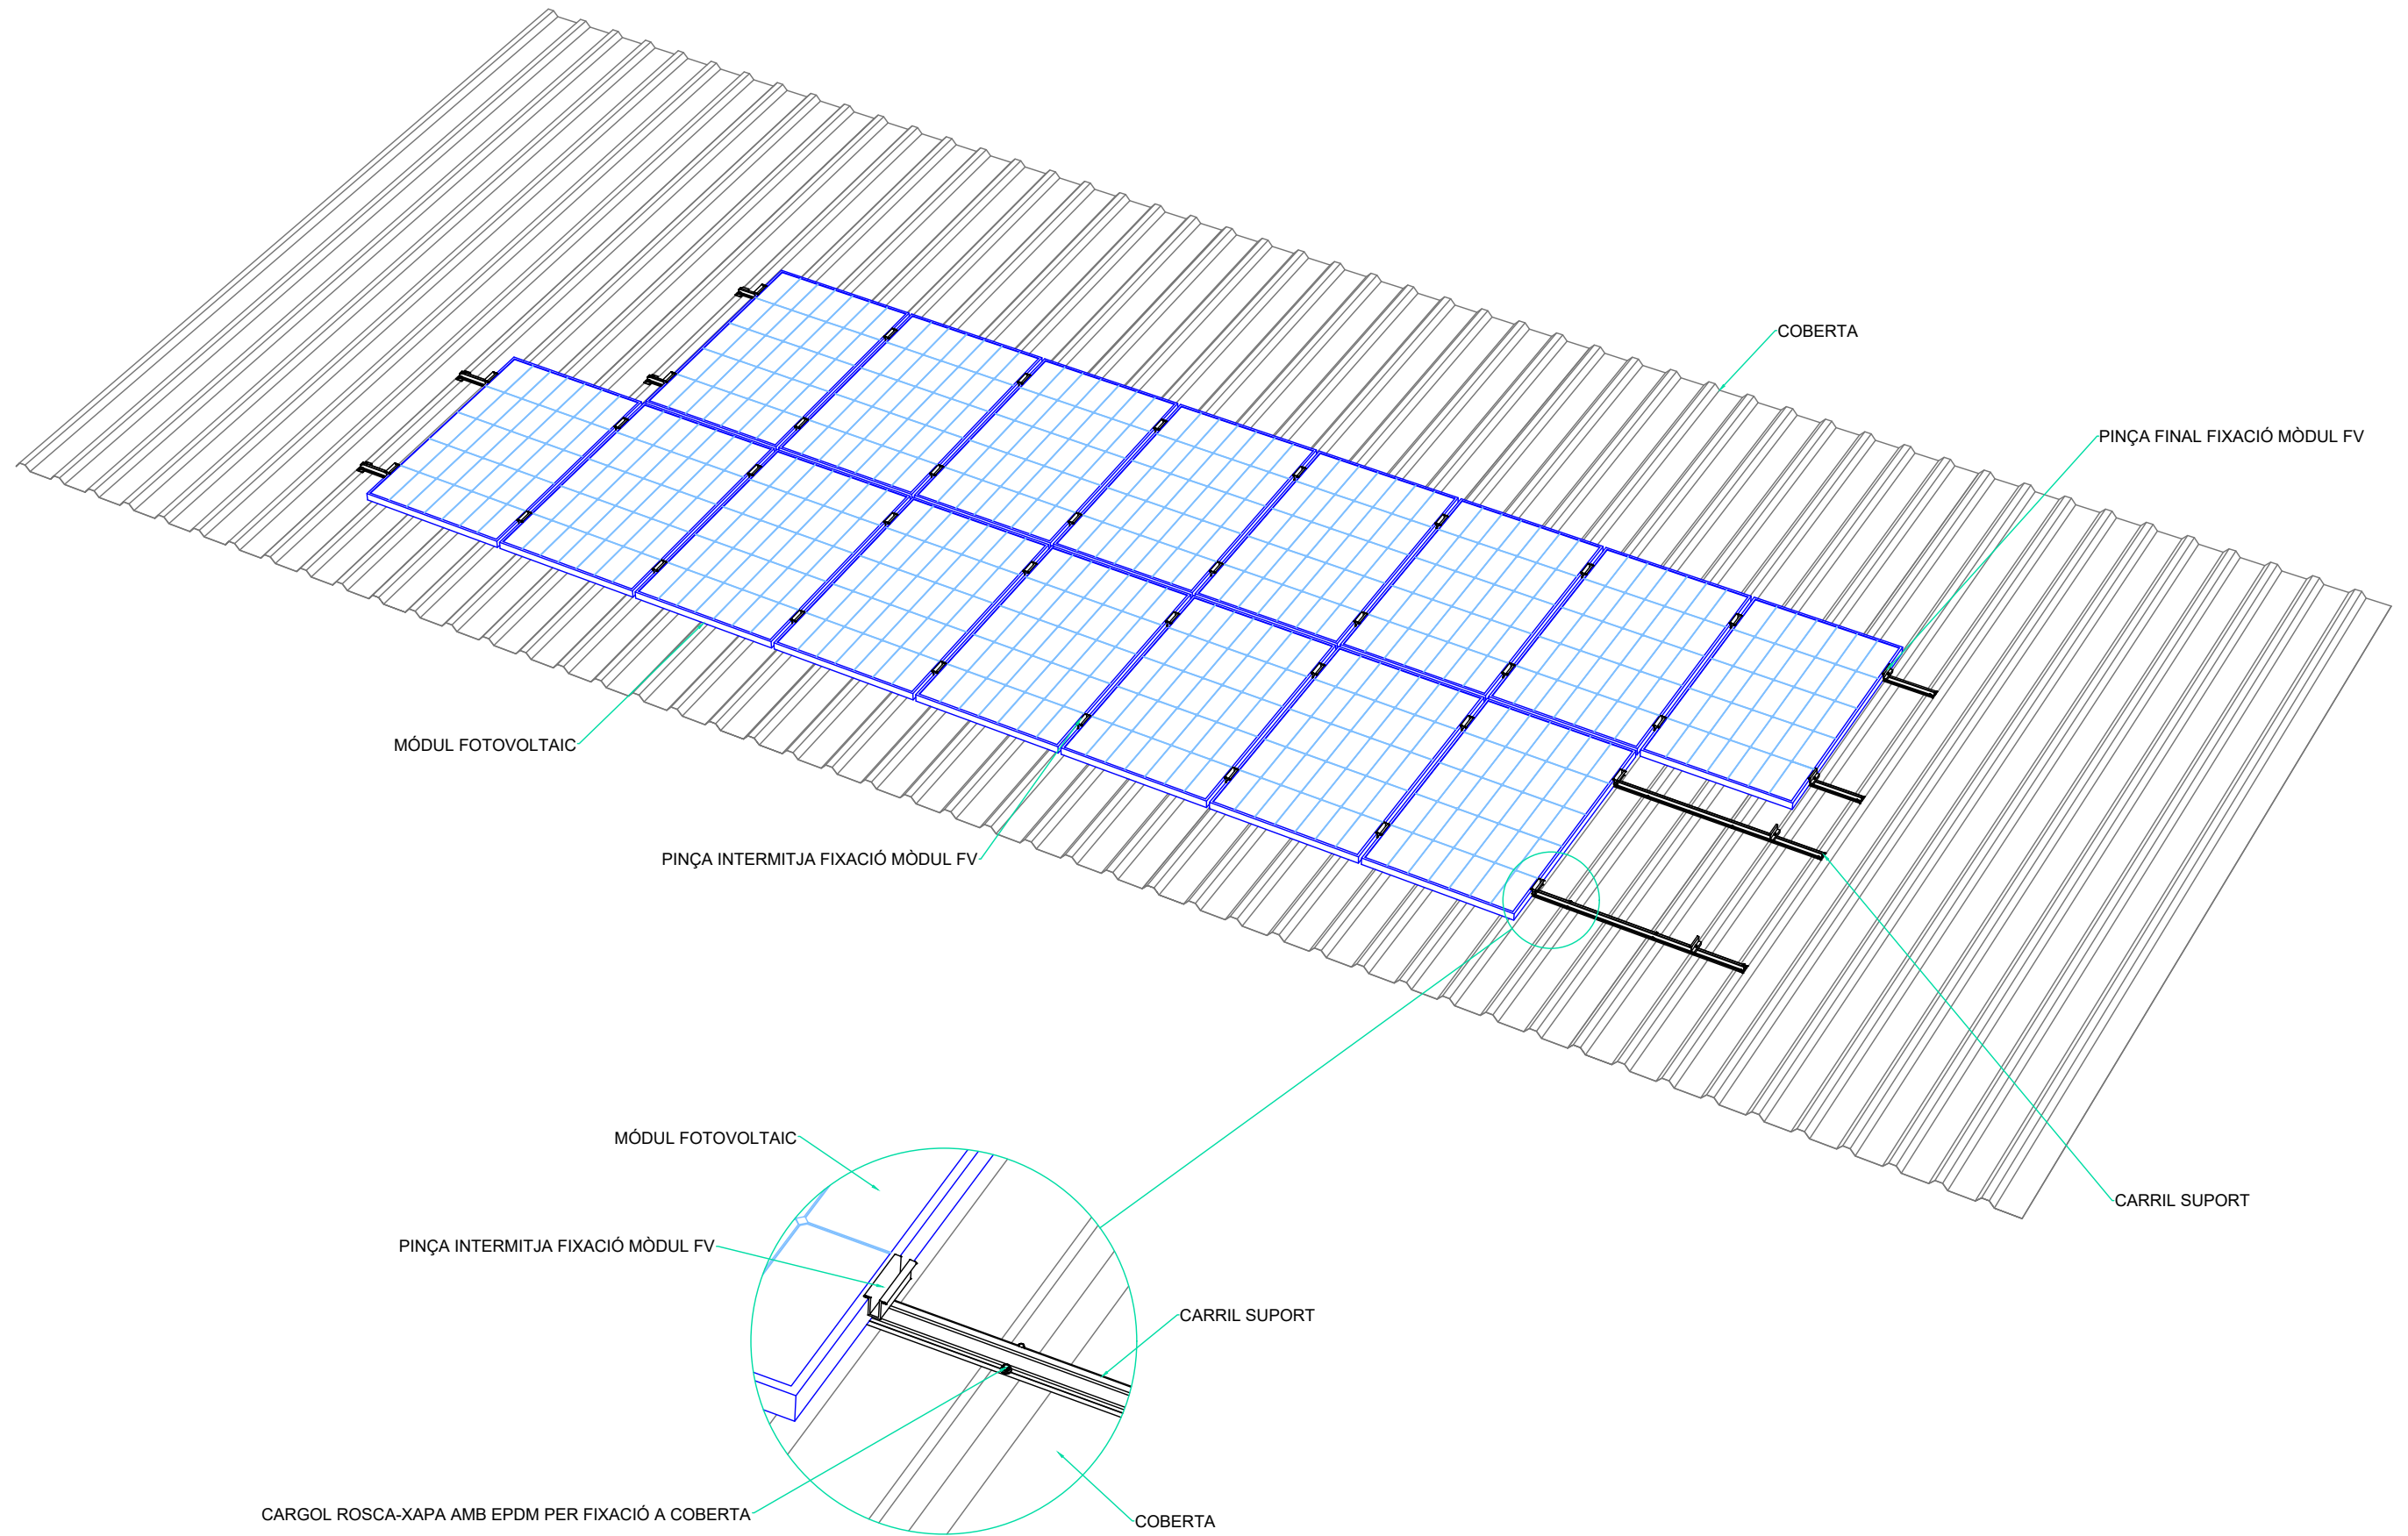 COBERTA
PINÇA FINAL FIXACIÓ MÒDUL FV
MÓDUL FOTOVOLTAIC
PINÇA INTERMITJA FIXACIÓ MÒDUL FV
MÓDUL FOTOVOLTAIC
CARRIL SUPORT
PINÇA INTERMITJA FIXACIÓ MÒDUL FV
CARRIL SUPORT
CARGOL ROSCA-XAPA AMB EPDM PER FIXACIÓ A COBERTA
COBERTA